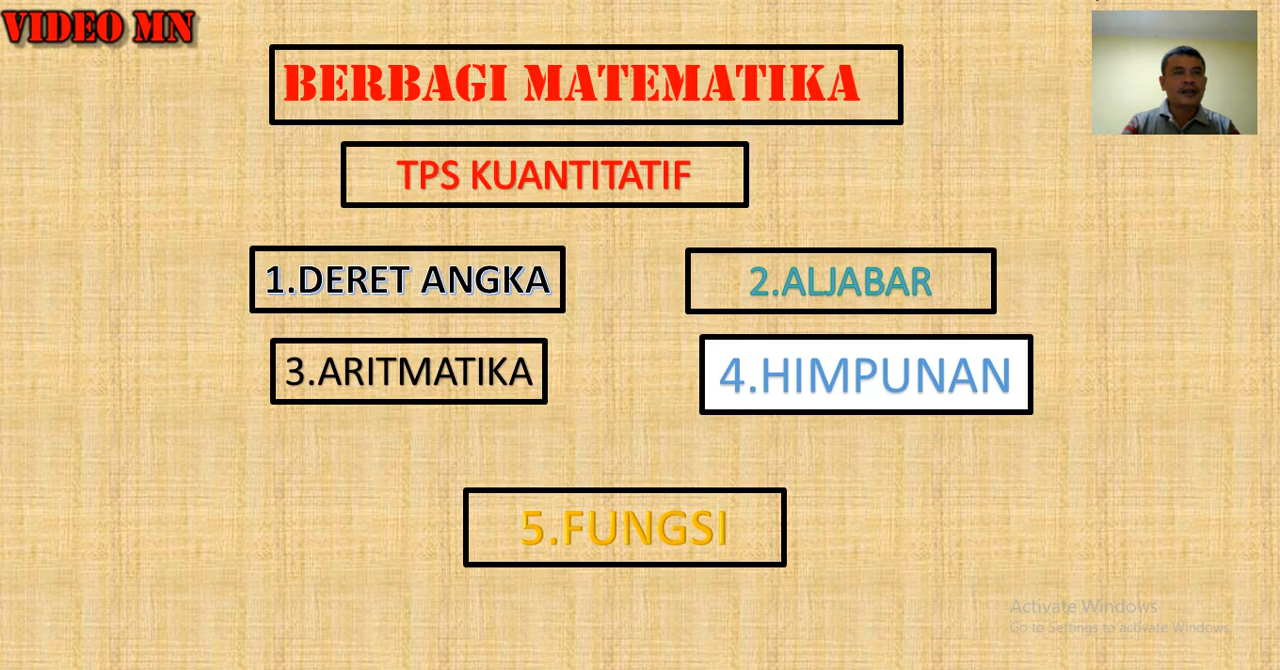 VIDEO MN
BERBAGI MATEMATIKA
TPS KUANTITATIF
1.DERET ANGKA
2.ALJABAR
3.ARITMATIKA
4.HIMPUNAN
5.FUNGSI
Activate Windows
Go to Settings to activate Windows.